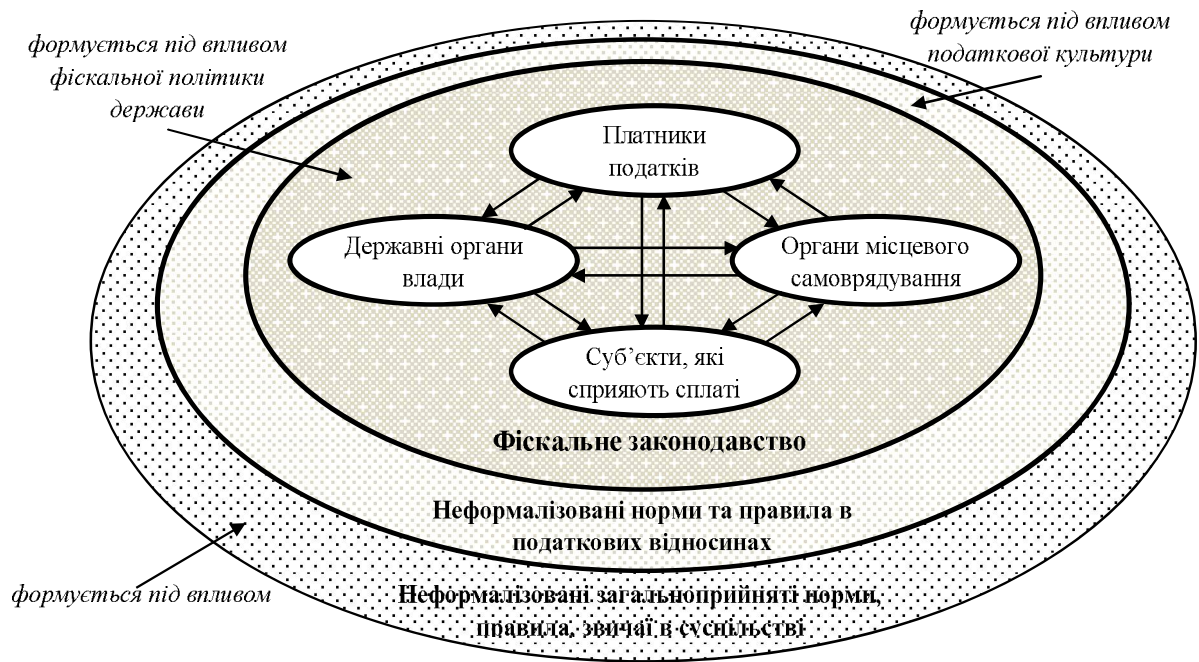 формується під впливом
фіскальної політики
держави
формується під впливом
податкової культури
Платники
податків
Державні органи
влади
Органи місцевого
самоврядування
Суб’єкти, які
сприяють сплаті
Фіскальне законодавство
Неформалізовані норми та правила в
податкових відносинах
формується під впливом
Неформалізовані загальноприйняті норми,
правила, звичаї в суспільстві